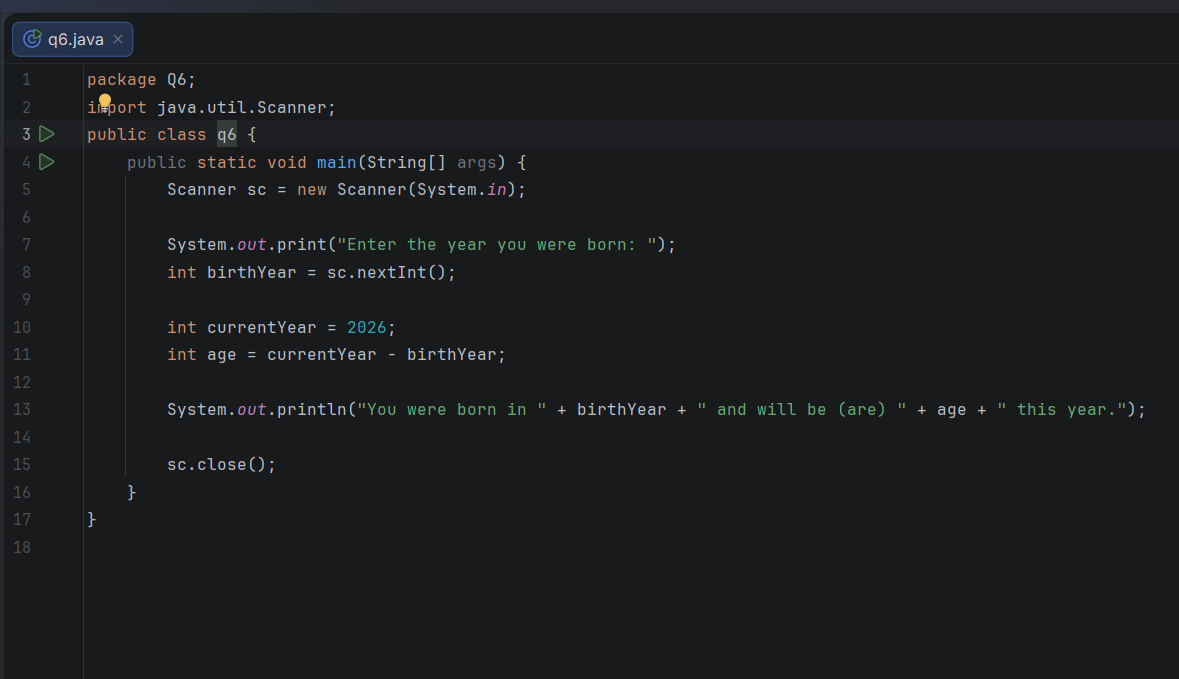 q6.java
1 package Q6;
2 import java.util.Scanner;
3 public class q6 {
4     public static void main(String[] args) {
5         Scanner sc = new Scanner(System.in);
6
7         System.out.print("Enter the year you were born: ");
8         int birthYear = sc.nextInt();
9
10         int currentYear = 2026;
11         int age = currentYear - birthYear;
12
13         System.out.println("You were born in " + birthYear + " and will be (are) " + age + " this year.");
14
15         sc.close();
16     }
17 }
18